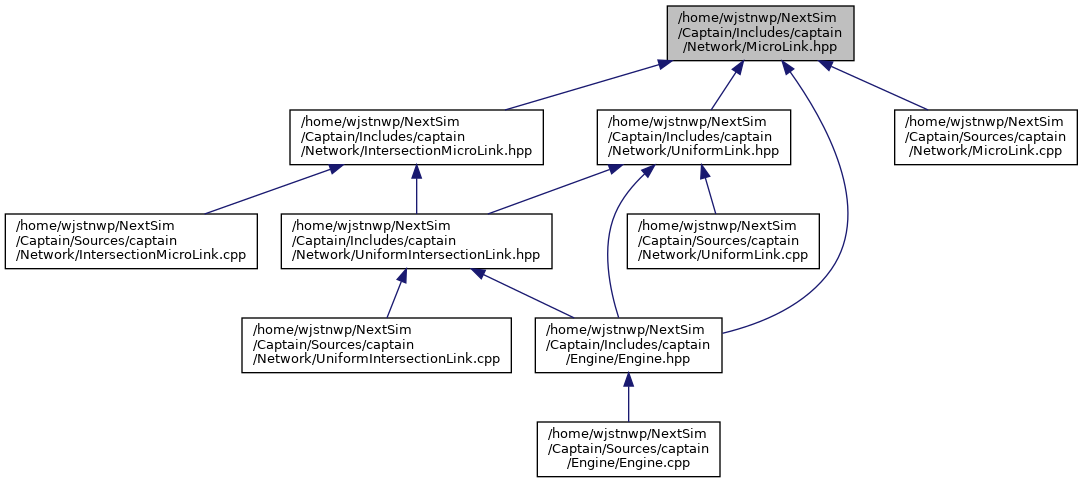 /home/wjstnwp/NextSim
/Captain/Includes/captain
/Network/MicroLink.hpp
/home/wjstnwp/NextSim
/Captain/Includes/captain
/Network/IntersectionMicroLink.hpp
/home/wjstnwp/NextSim
/Captain/Includes/captain
/Network/UniformLink.hpp
/home/wjstnwp/NextSim
/Captain/Sources/captain
/Network/MicroLink.cpp
/home/wjstnwp/NextSim
/Captain/Sources/captain
/Network/IntersectionMicroLink.cpp
/home/wjstnwp/NextSim
/Captain/Includes/captain
/Network/UniformIntersectionLink.hpp
/home/wjstnwp/NextSim
/Captain/Sources/captain
/Network/UniformLink.cpp
/home/wjstnwp/NextSim
/Captain/Sources/captain
/Network/UniformIntersectionLink.cpp
/home/wjstnwp/NextSim
/Captain/Includes/captain
/Engine/Engine.hpp
/home/wjstnwp/NextSim
/Captain/Sources/captain
/Engine/Engine.cpp